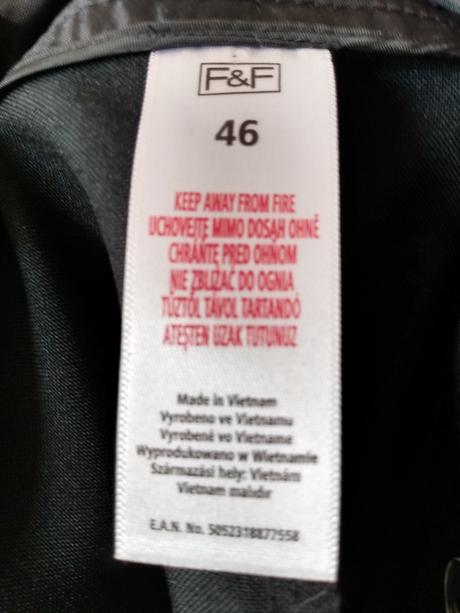 F&F
46
KEEP AWAY FROM FIRE
UCHOVEJTE MIMO DOSAH OHNĚ
CHRÁŇTE PRED OHŇOM
NIE ZBLIŻAĆ DO OGNIA
TŰZTŐL TÁVOL TARTANDÓ
ATEŞTEN UZAK TUTUNUZ
Made in Vietnam
Vyrobeno ve Vietnamu
Vyrobené vo Vietname
Wyprodukowano w Wietnamie
Származási hely: Vietnám
Vietnam malıdır
E.A.N. No. 5052318877558